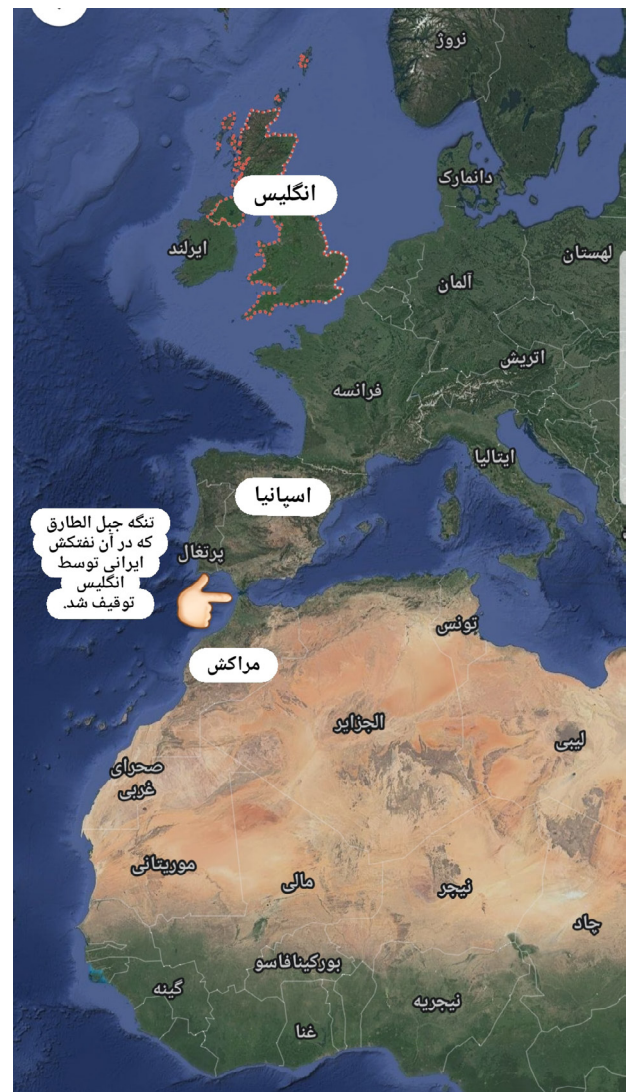 نروژ
دانمارک
انگلیس
ایرلند
لهستان
آلمان
اتریش
فرانسه
ایتالیا
اسپانیا
تنگه جبل الطارق
که در آن نفتکش
ایرانی توسط
انگلیس
توقیف شد.
پرتغال
تونس
مراکش
الجزایر
لیبی
صحرای
غربی
موریتانی
مالی
نیجر
چاد
بورکینافاسو
گینه
نیجریه
غنا